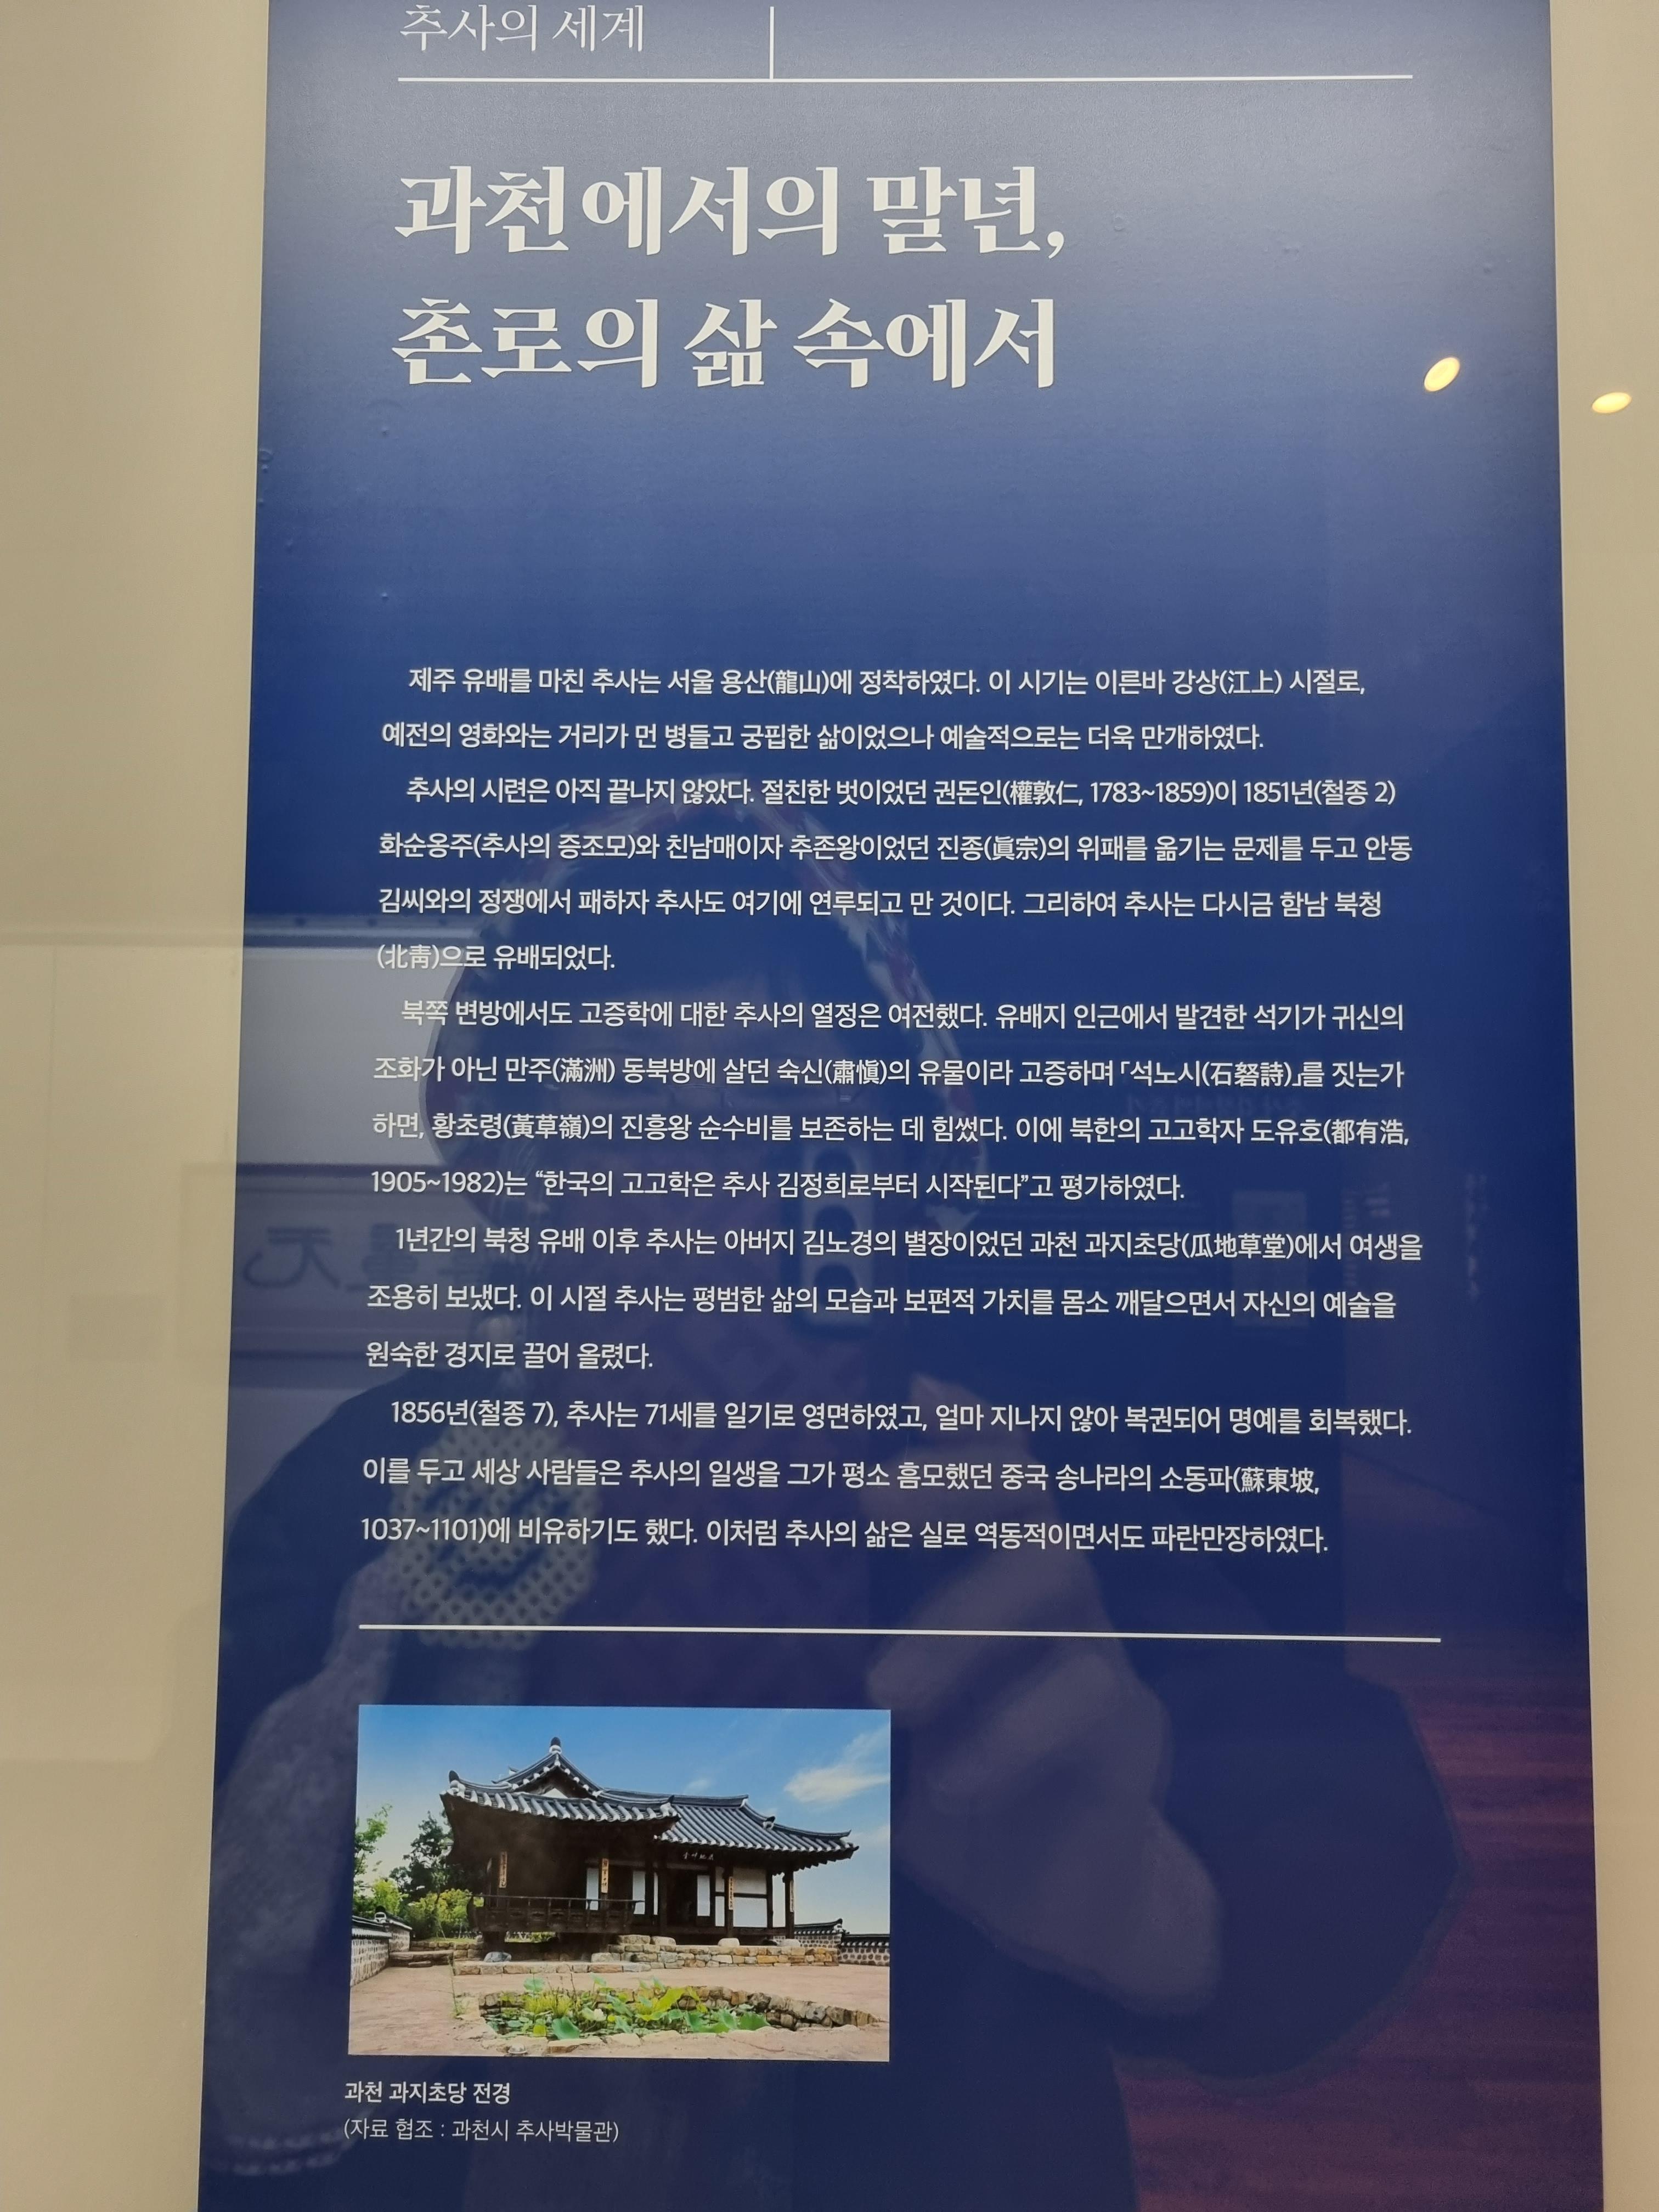 추사의 세계
과천에서의 말년,
촌로의 삶 속에서
제주 유배를 마친 추사는 서울 용산(龍山)에 정착하였다. 이 시기는 이른바 강상(江上) 시절로,
예전의 영화와는 거리가 먼 병들고 궁핍한 삶이었으나 예술적으로는 더욱 만개하였다.
추사의 시련은 아직 끝나지 않았다. 절친한 벗이었던 권돈인(權敦仁, 1783~1859)이 1851년(철종 2)
화순옹주(추사의 증조모)와 친남매이자 추존왕이었던 진종(眞宗)의 위패를 옮기는 문제를 두고 안동
김씨와의 정쟁에서 패하자 추사도 여기에 연루되고 만 것이다. 그리하여 추사는 다시금 함남 북청
(北靑)으로 유배되었다.
북쪽 변방에서도 고증학에 대한 추사의 열정은 여전했다. 유배지 인근에서 발견한 석기가 귀신의
조화가 아닌 만주(滿洲) 동북방에 살던 숙신(肅愼)의 유물이라 고증하며 「석노시(石砮詩)」를 짓는가
하면, 황초령(黃草嶺)의 진흥왕 순수비를 보존하는 데 힘썼다. 이에 북한의 고고학자 도유호(都有浩,
1905~1982)는 “한국의 고고학은 추사 김정희로부터 시작된다”고 평가하였다.
1년간의 북청 유배 이후 추사는 아버지 김노경의 별장이었던 과천 과지초당(瓜地草堂)에서 여생을
조용히 보냈다. 이 시절 추사는 평범한 삶의 모습과 보편적 가치를 몸소 깨달으면서 자신의 예술을
원숙한 경지로 끌어 올렸다.
1856년(철종 7), 추사는 71세를 일기로 영면하였고, 얼마 지나지 않아 복권되어 명예를 회복했다.
이를 두고 세상 사람들은 추사의 일생을 그가 평소 흠모했던 중국 송나라의 소동파(蘇東坡,
1037~1101)에 비유하기도 했다. 이처럼 추사의 삶은 실로 역동적이면서도 파란만장하였다.
과천 과지초당 전경
(자료 협조 : 과천시 추사박물관)